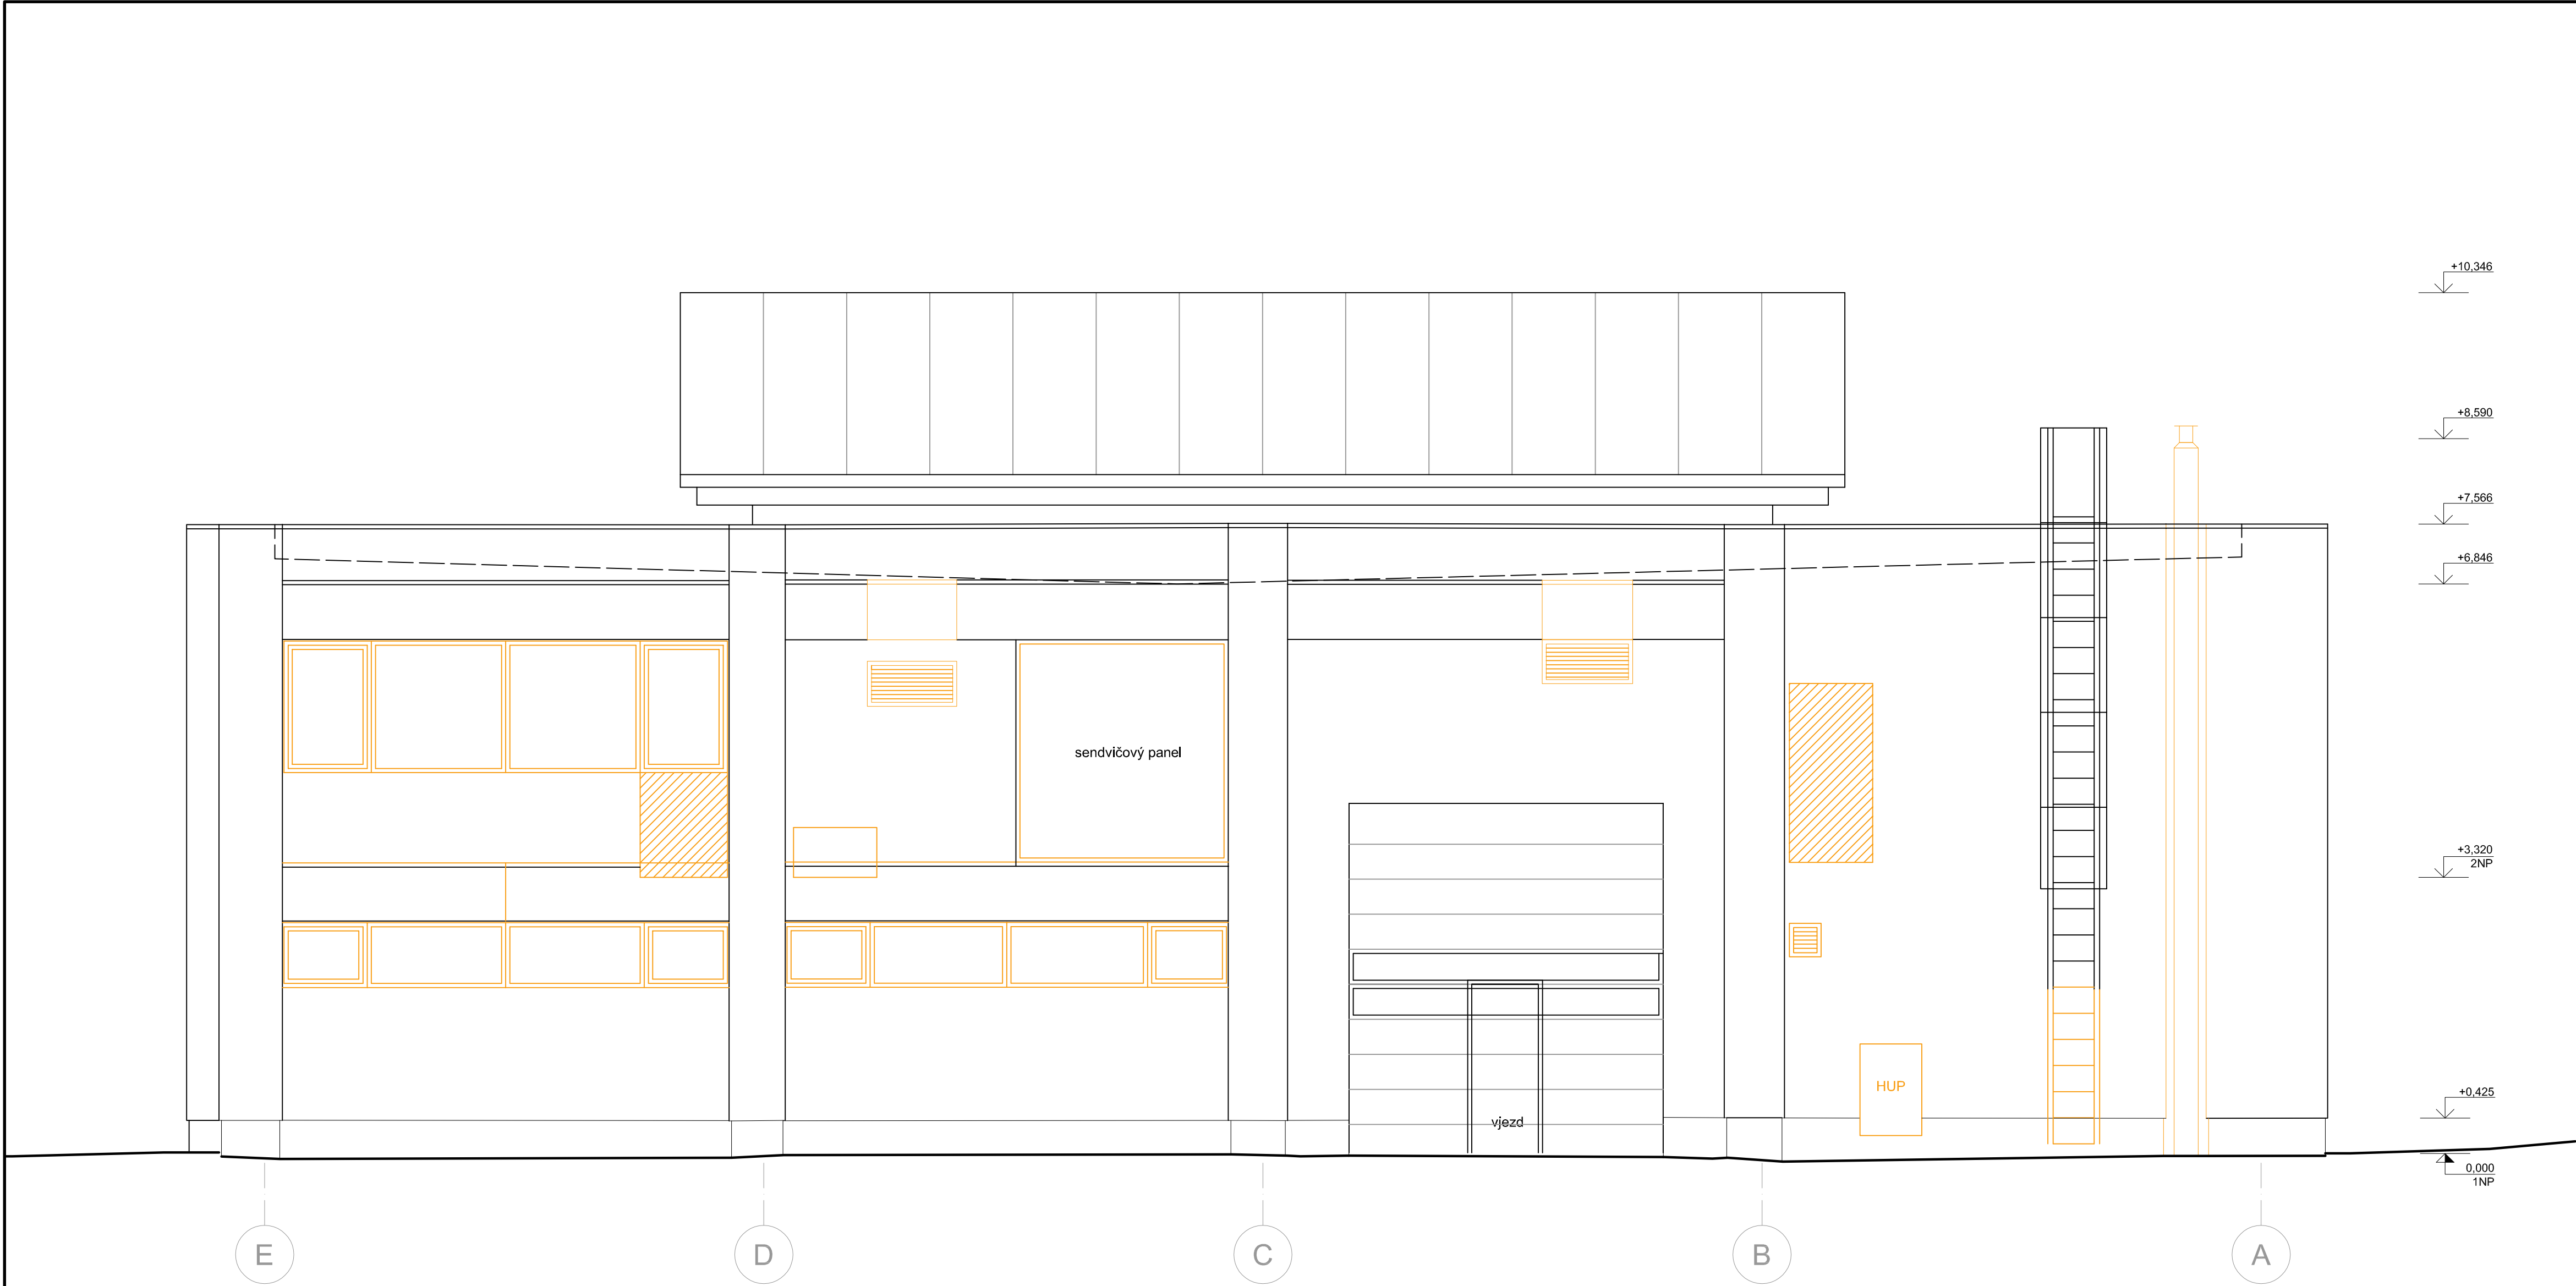 +10,346
+8,590
+7,566
+6,846
sendvičový panel
+3,320
2NP
HUP
+0,425
vjezd
0,000
1NP
E
D
C
B
A